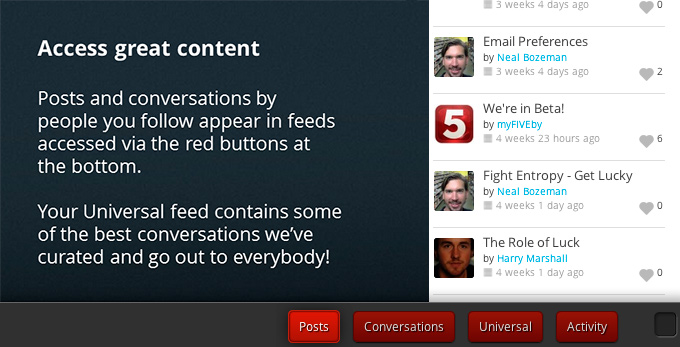 Access great content
Posts and conversations by
people you follow appear in feeds
accessed via the red buttons at
the bottom.
Your Universal feed contains some
of the best conversations we've
curated and go out to everybody!
3 weeks 4 days ago 0
Email Preferences
by Neal Bozeman
3 weeks 4 days ago 2
5
We're in Beta!
by myFIVEby
4 weeks 23 hours ago 6
Fight Entropy - Get Lucky
by Neal Bozeman
4 weeks 1 day ago 0
The Role of Luck
by Harry Marshall
4 weeks 1 day ago 0
Posts Conversations Universal Activity